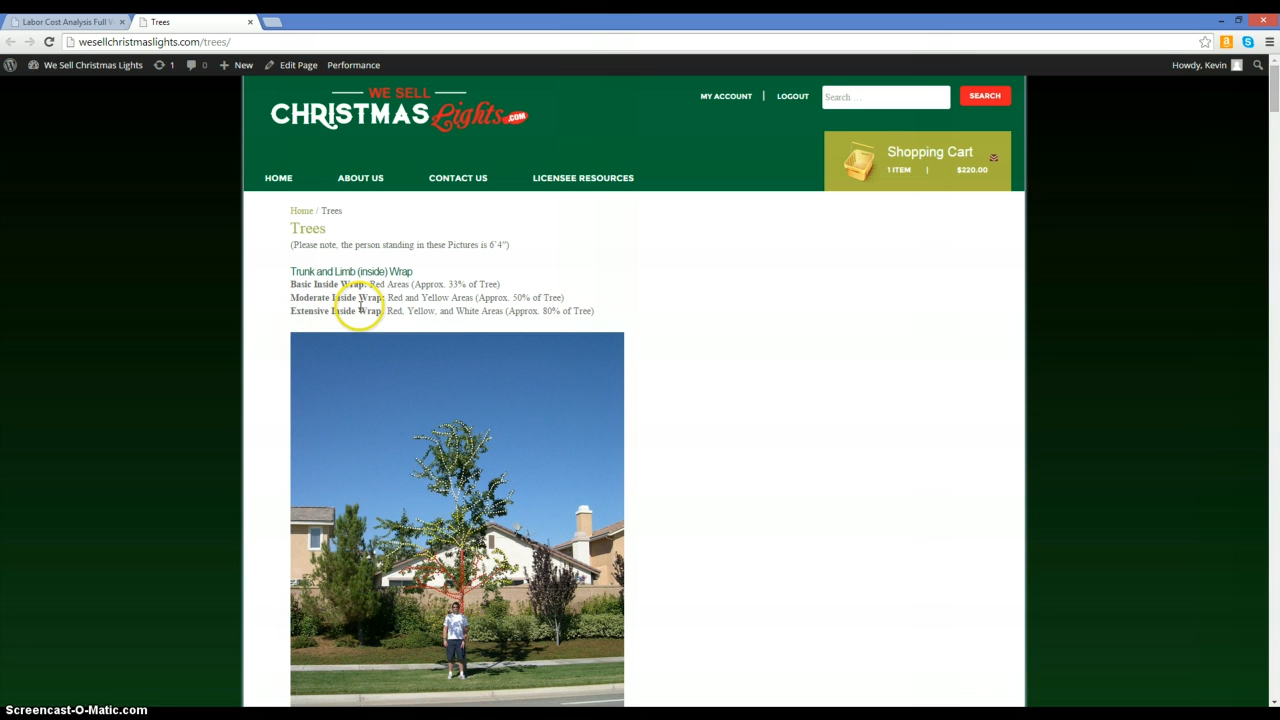 Labor Cost Analysis Full V
Trees
wesellchristmaslights.com/trees/
We Sell Christmas Lights
1
0
New
Edit Page
Performance
Howdy, Kevin
WE SELL
CHRISTMAS Lights .COM
MY ACCOUNT | LOGOUT
Search ...
SEARCH
Shopping Cart
1 ITEM | $220.00
HOME
ABOUT US
CONTACT US
LICENSEE RESOURCES
Home / Trees
Trees
(Please note, the person standing in these Pictures is 6`4")
Trunk and Limb (inside) Wrap
Basic Inside Wrap: Red Areas (Approx. 33% of Tree)
Moderate Inside Wrap: Red and Yellow Areas (Approx. 50% of Tree)
Extensive Inside Wrap: Red, Yellow, and White Areas (Approx. 80% of Tree)
Screencast-O-Matic.com